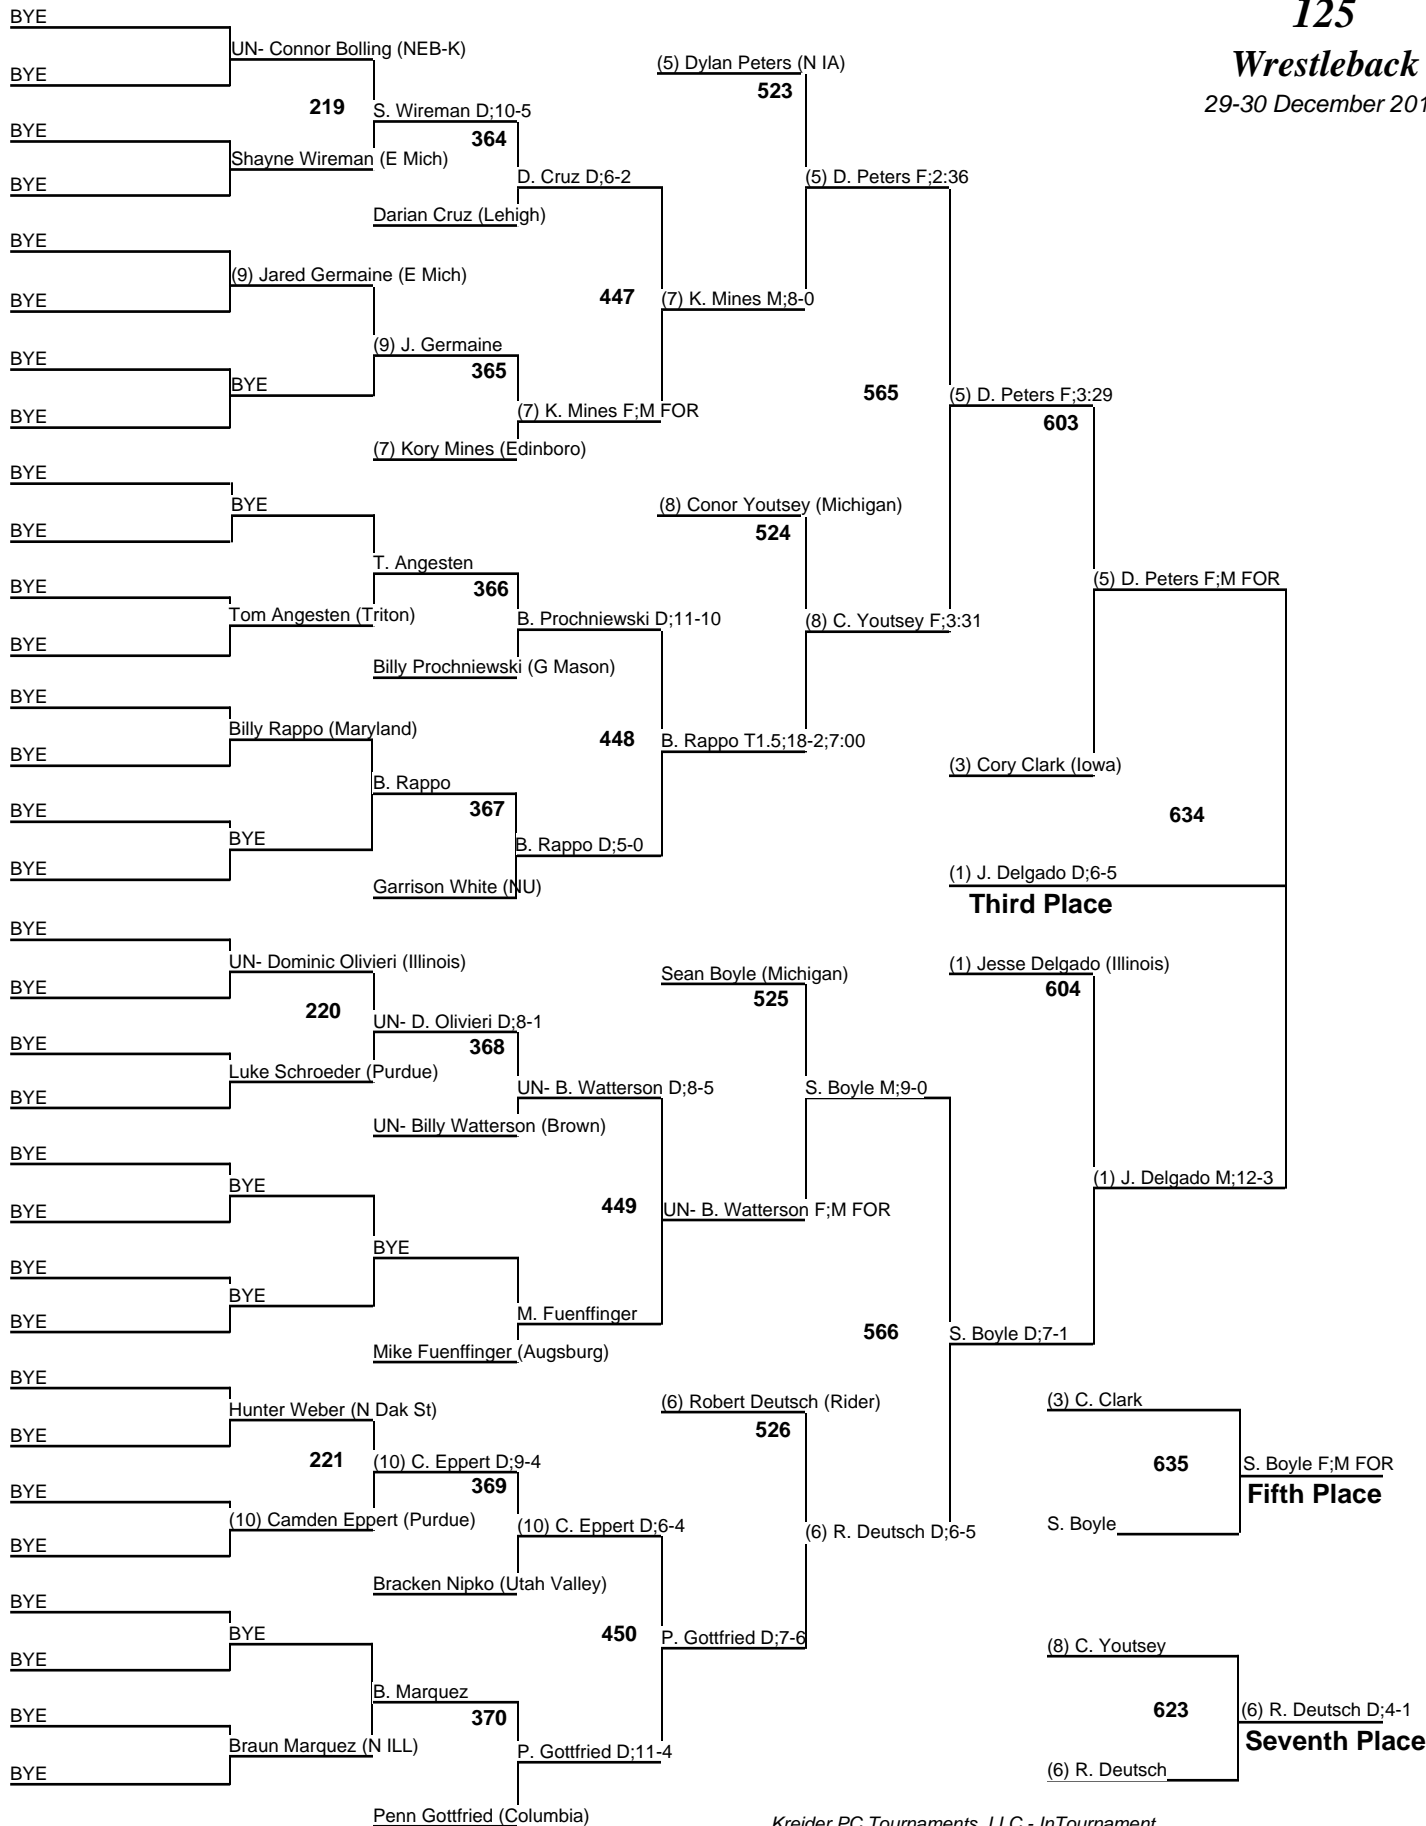 125
Wrestleback
29-30 December 201
BYE
UN- Connor Bolling (NEB-K)
(5) Dylan Peters (N IA)
BYE
523
219
S. Wireman D;10-5
BYE
364
Shayne Wireman (E Mich)
D. Cruz D;6-2
(5) D. Peters F;2:36
BYE
Darian Cruz (Lehigh)
BYE
(9) Jared Germaine (E Mich)
447
(7) K. Mines M;8-0
BYE
(9) J. Germaine
BYE
365
BYE
565
(5) D. Peters F;3:29
BYE
(7) K. Mines F;M FOR
603
(7) Kory Mines (Edinboro)
BYE
BYE
(8) Conor Youtsey (Michigan)
BYE
524
T. Angesten
(5) D. Peters F;M FOR
BYE
366
Tom Angesten (Triton)
B. Prochniewski D;11-10
(8) C. Youtsey F;3:31
BYE
Billy Prochniewski (G Mason)
BYE
Billy Rappo (Maryland)
448
B. Rappo T1.5;18-2;7:00
BYE
(3) Cory Clark (Iowa)
B. Rappo
BYE
367
634
BYE
B. Rappo D;5-0
BYE
(1) J. Delgado D;6-5
Garrison White (NU)
Third Place
BYE
UN- Dominic Olivieri (Illinois)
Sean Boyle (Michigan)
(1) Jesse Delgado (Illinois)
BYE
525
604
220
UN- D. Olivieri D;8-1
BYE
368
Luke Schroeder (Purdue)
UN- B. Watterson D;8-5
S. Boyle M;9-0
BYE
UN- Billy Watterson (Brown)
BYE
BYE
(1) J. Delgado M;12-3
BYE
449
UN- B. Watterson F;M FOR
BYE
BYE
BYE
BYE
M. Fuenffinger
566
S. Boyle D;7-1
Mike Fuenffinger (Augsburg)
BYE
Hunter Weber (N Dak St)
(6) Robert Deutsch (Rider)
(3) C. Clark
BYE
526
221
(10) C. Eppert D;9-4
635
S. Boyle F;M FOR
BYE
369
Fifth Place
(10) Camden Eppert (Purdue)
(10) C. Eppert D;6-4
(6) R. Deutsch D;6-5
S. Boyle
BYE
Bracken Nipko (Utah Valley)
BYE
BYE
450
P. Gottfried D;7-6
BYE
(8) C. Youtsey
B. Marquez
BYE
370
623
(6) R. Deutsch D;4-1
Braun Marquez (N ILL)
P. Gottfried D;11-4
Seventh Place
BYE
(6) R. Deutsch
Penn Gottfried (Columbia)
Kreider PC Tournaments, LLC - InTournament